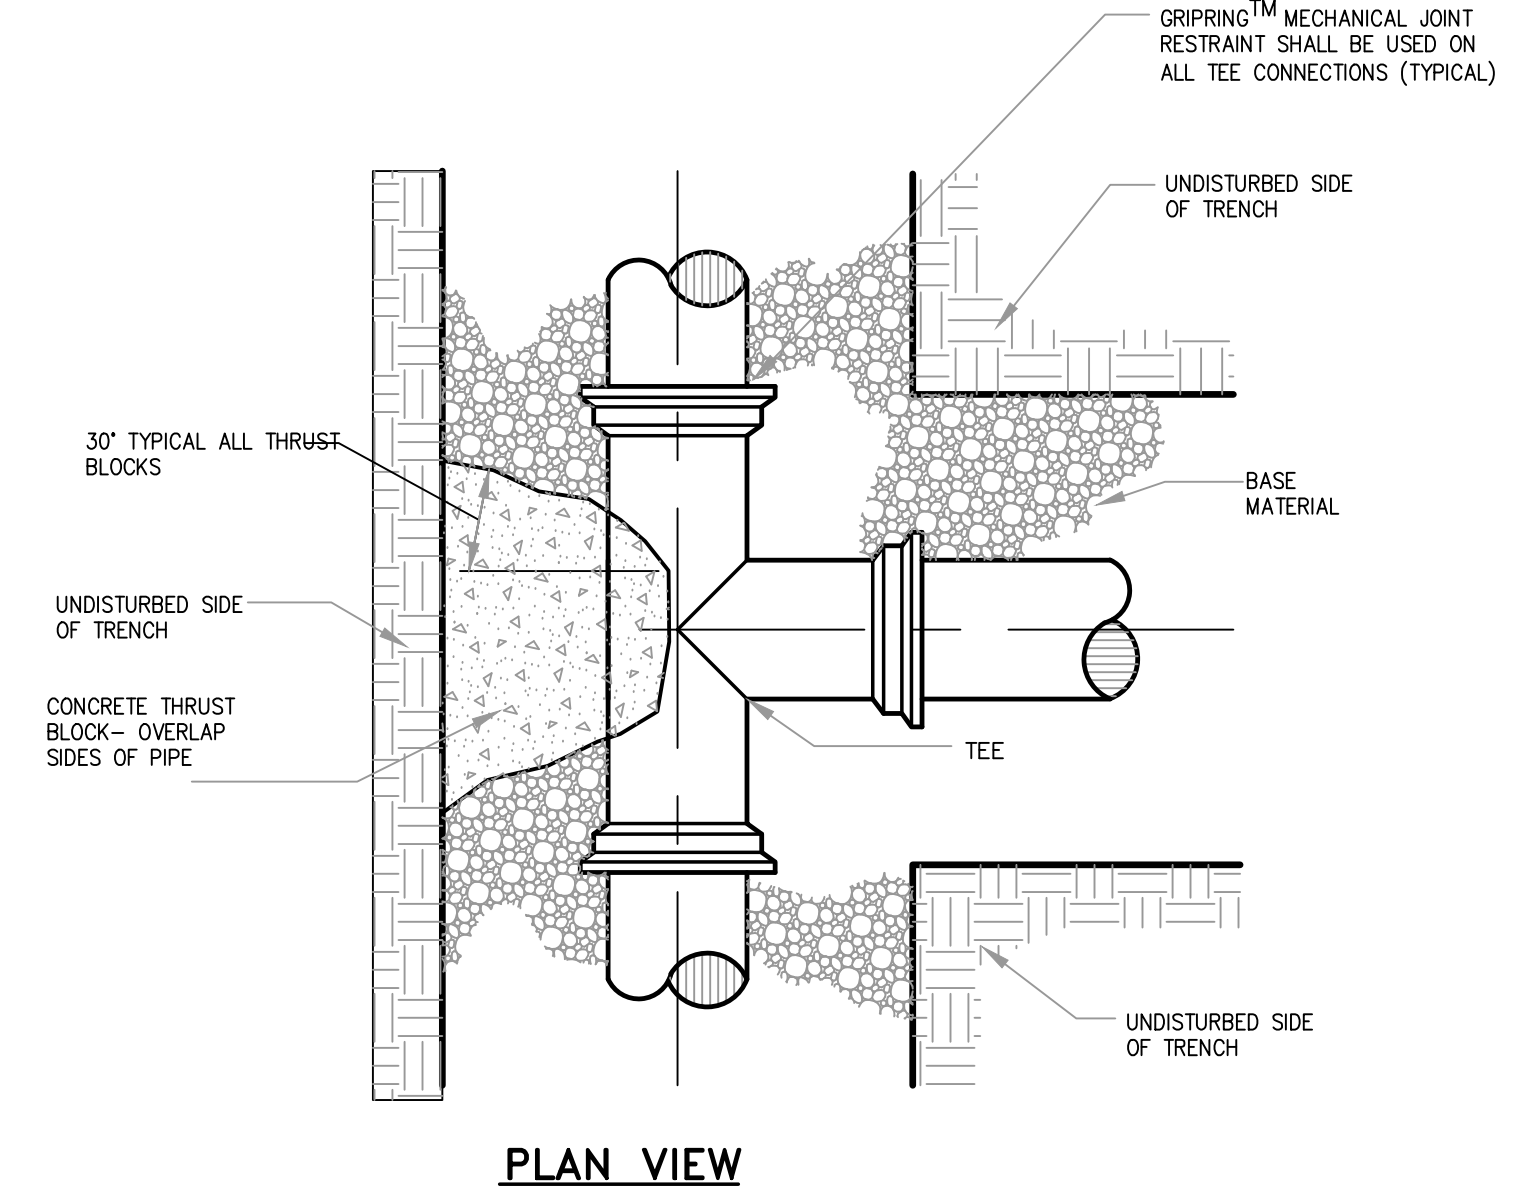 GRIPRING™ MECHANICAL JOINT
RESTRAINT SHALL BE USED ON
ALL TEE CONNECTIONS (TYPICAL)
UNDISTURBED SIDE
OF TRENCH
30° TYPICAL ALL THRUST
BLOCKS
BASE
MATERIAL
UNDISTURBED SIDE
OF TRENCH
CONCRETE THRUST
BLOCK– OVERLAP
SIDES OF PIPE
TEE
UNDISTURBED SIDE
OF TRENCH
PLAN VIEW